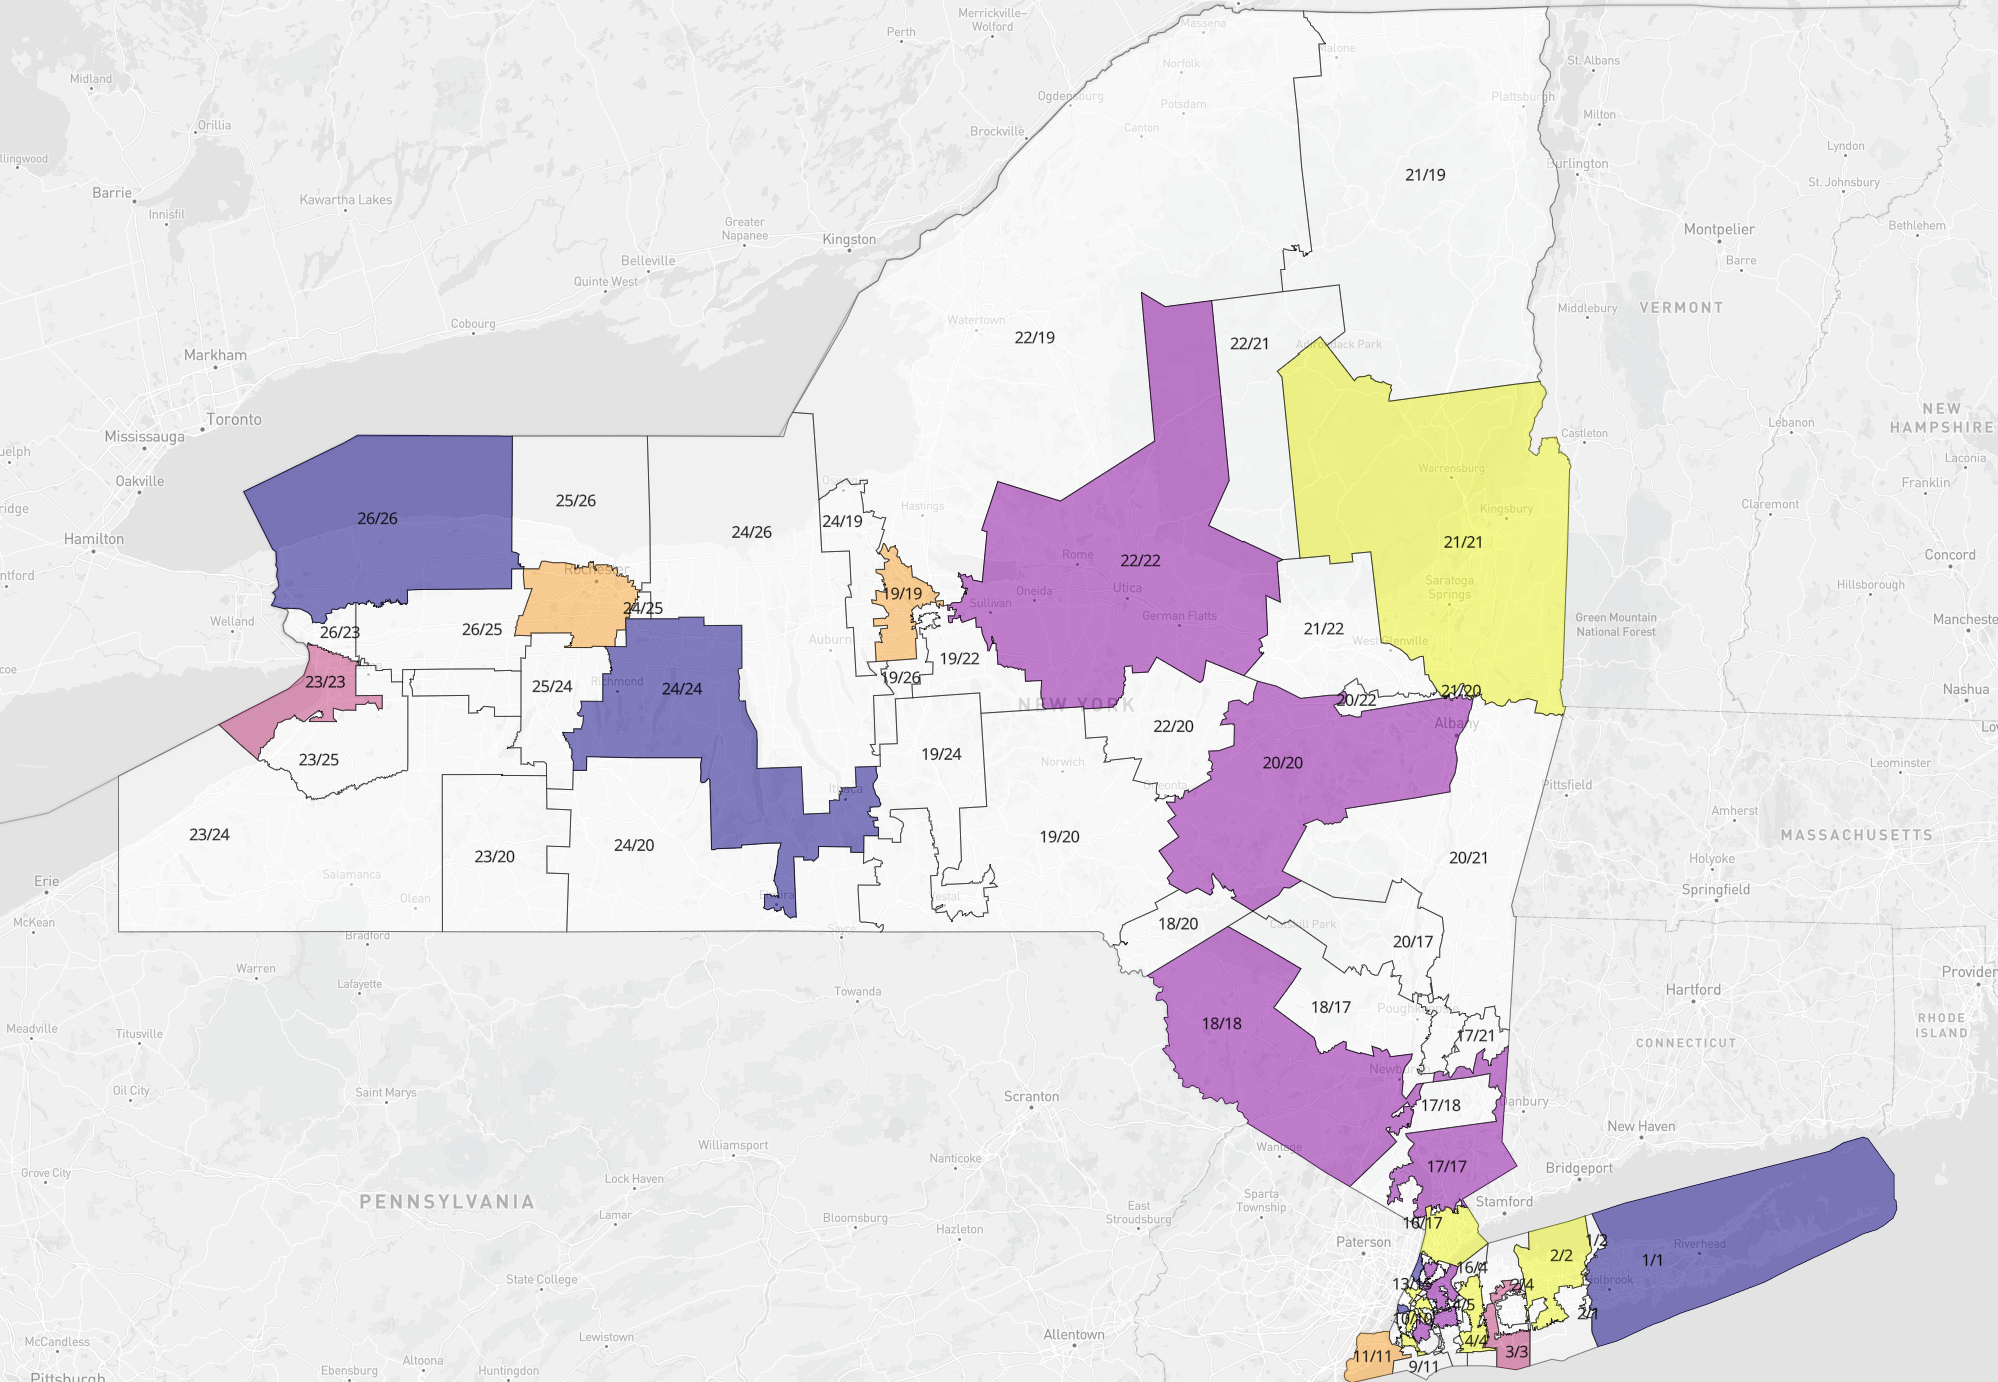 Merrickville–
Wolford
Massena
Perth
Malone
St. Albans
Midland
Norfolk
Ogdensburg
Potsdam
Plattsburgh
Milton
Orillia
Canton
Brockville
Lyndon
llingwood
Burlington
21/19
St. Johnsbury
Barrie
Kawartha Lakes
Innisfil
Greater
Napanee
Kingston
Montpelier
Bethlehem
Belleville
Barre
Quinte West
Middlebury
VERMONT
Cobourg
Watertown
22/19
22/21
Adirondack Park
Markham
Toronto
NEW
HAMPSHIRE
Mississauga
Lebanon
Castleton
uelph
Laconia
Warrensburg
Oakville
Franklin
25/26
Claremont
ridge
Hastings
Kingsbury
26/26
24/19
24/26
Hamilton
21/21
Rome
22/22
Concord
Rochester
ntford
Saratoga
Springs
Hillsborough
Oneida
Utica
19/19
Sullivan
24/25
German Flatts
Green Mountain
National Forest
Mancheste
Welland
26/23
26/25
21/22
Auburn
West Glenville
19/22
coe
23/23
Richmond
24/24
25/24
19/26
21/20
Nashua
20/22
NEW YORK
Albany
22/20
19/24
Lo
23/25
Norwich
20/20
Leominster
Pittsfield
Ithaca
Oneonta
Amherst
23/24
19/20
MASSACHUSETTS
24/20
23/20
20/21
Holyoke
Salamanca
Erie
Springfield
Olean
Elmira
Vestal
McKean
18/20
Catskill Park
Sayre
Bradford
20/17
Warren
Providen
Lafayette
Towanda
Hartford
18/17
Poughkeepsie
18/18
RHODE
ISLAND
Meadville
Titusville
17/21
CONNECTICUT
Newburgh
Oil City
Saint Marys
Scranton
17/18
Danbury
New Haven
Williamsport
Wantage
Nanticoke
17/17
Bridgeport
Grove City
Lock Haven
PENNSYLVANIA
Sparta
Township
Stamford
East
Stroudsburg
Lamar
Bloomsburg
16/17
Hazleton
Paterson
1/2
Riverhead
2/2
1/1
16/4
State College
Holbrook
2/4
2/1
10/10
Lewistown
Allentown
McCandless
4/4
3/3
11/11
9/11
Altoona
Ebensburg
Huntingdon
Pittsburgh